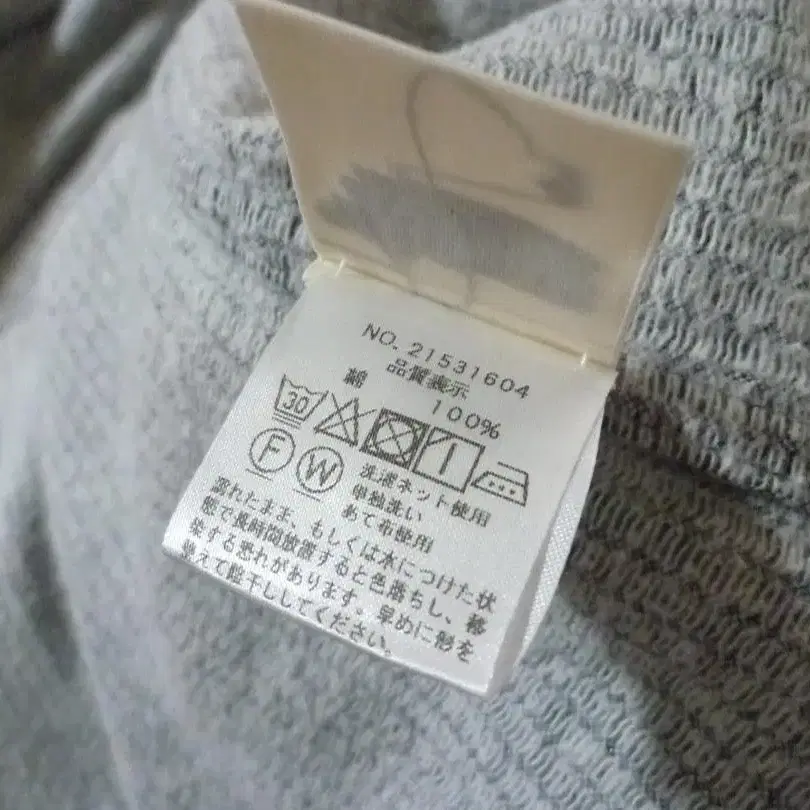 NO. 21531604
品質表示
綿 100%
30
F W
洗濯ネット使用
単独洗い
あて布使用
濡れたまま、もしくは水につけた状
態で長時間放置すると色落ちし、移
染する恐れがあります。早めに形を
整えて陰干ししてください。